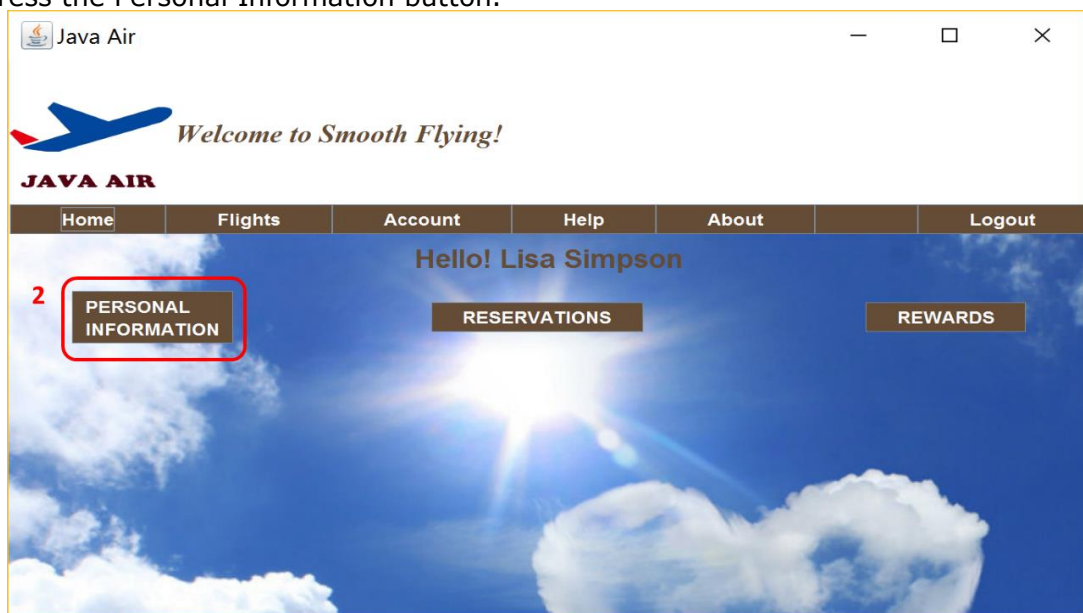 ress the Personal Information button.
Java Air
Welcome to Smooth Flying!
JAVA AIR
Home Flights Account Help About Logout
Hello! Lisa Simpson
2
PERSONAL
INFORMATION
RESERVATIONS
REWARDS